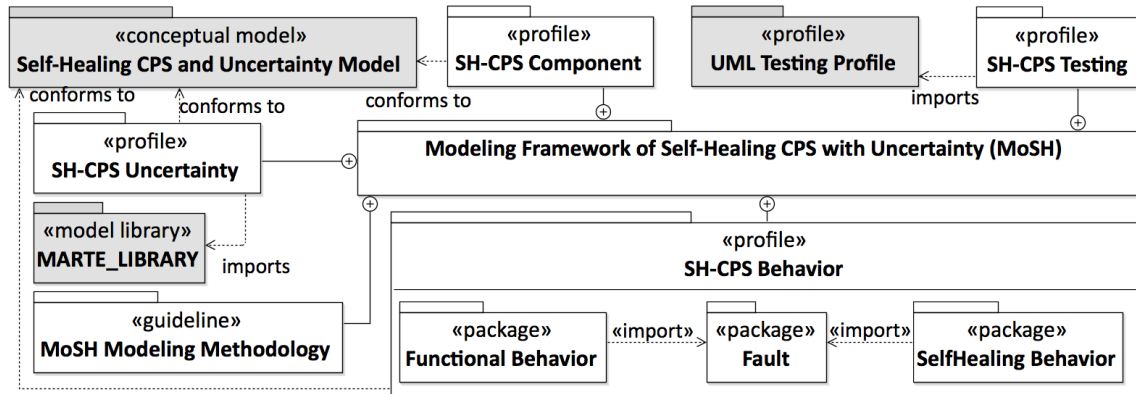 «conceptual model»
Self-Healing CPS and Uncertainty Model
«profile»
SH-CPS Component
«profile»
UML Testing Profile
«profile»
SH-CPS Testing
conforms to
conforms to
conforms to
imports
«profile»
SH-CPS Uncertainty
Modeling Framework of Self-Healing CPS with Uncertainty (MoSH)
«model library»
MARTE_LIBRARY
imports
«profile»
SH-CPS Behavior
«guideline»
MoSH Modeling Methodology
«package»
Functional Behavior
«import»
«package»
Fault
«import»
«package»
SelfHealing Behavior